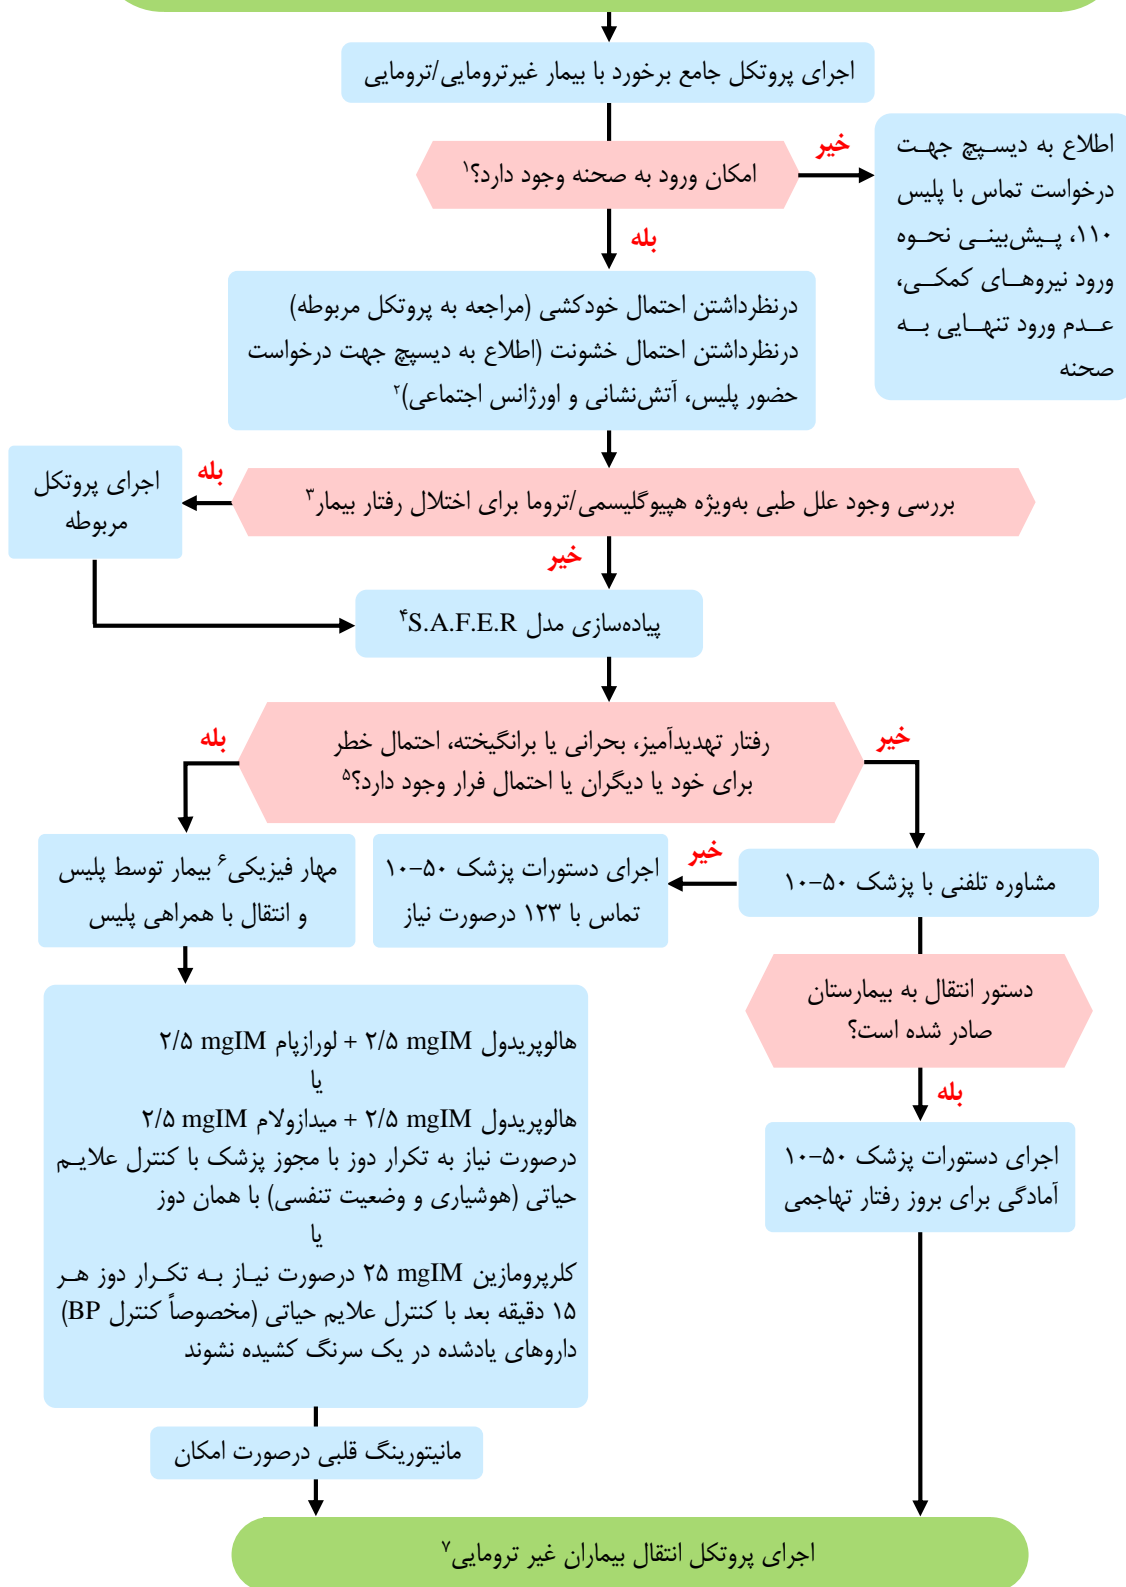 اجرای پروتکل جامع برخورد با بیمار غیرترومایی/ترومایی
امکان ورود به صحنه وجود دارد؟۱
خیر
اطلاع به دیسپچ جهت
درخواست تماس با پلیس
۱۱۰، پیش‌بینی نحوه
ورود نیروهای کمکی،
عدم ورود تنهایی به
صحنه
بله
درنظرداشتن احتمال خودکشی (مراجعه به پروتکل مربوطه)
درنظرداشتن احتمال خشونت (اطلاع به دیسپچ جهت درخواست
حضور پلیس، آتش‌نشانی و اورژانس اجتماعی)۲
بررسی وجود علل طبی به‌ویژه هیپوگلیسمی/تروما برای اختلال رفتار بیمار۳
بله
اجرای پروتکل
مربوطه
خیر
پیاده‌سازی مدل S.A.F.E.R۴
رفتار تهدیدآمیز، بحرانی یا برانگیخته، احتمال خطر
برای خود یا دیگران یا احتمال فرار وجود دارد؟۵
خیر
بله
مشاوره تلفنی با پزشک ۵۰–۱۰
خیر
اجرای دستورات پزشک ۵۰–۱۰
تماس با ۱۲۳ درصورت نیاز
مهار فیزیکی۶ بیمار توسط پلیس
و انتقال با همراهی پلیس
دستور انتقال به بیمارستان
صادر شده است؟
بله
اجرای دستورات پزشک ۵۰–۱۰
آمادگی برای بروز رفتار تهاجمی
هالوپریدول ۲/۵ mgIM + لورازپام ۲/۵ mgIM
یا
هالوپریدول ۲/۵ mgIM + میدازولام ۲/۵ mgIM
درصورت نیاز به تکرار دوز با مجوز پزشک با کنترل علایم
حیاتی (هوشیاری و وضعیت تنفسی) با همان دوز
یا
کلرپرومازین ۲۵ mgIM درصورت نیاز به تکرار دوز هر
۱۵ دقیقه بعد با کنترل علایم حیاتی (مخصوصاً کنترل BP)
داروهای یادشده در یک سرنگ کشیده نشوند
مانیتورینگ قلبی درصورت امکان
اجرای پروتکل انتقال بیماران غیر ترومایی۷